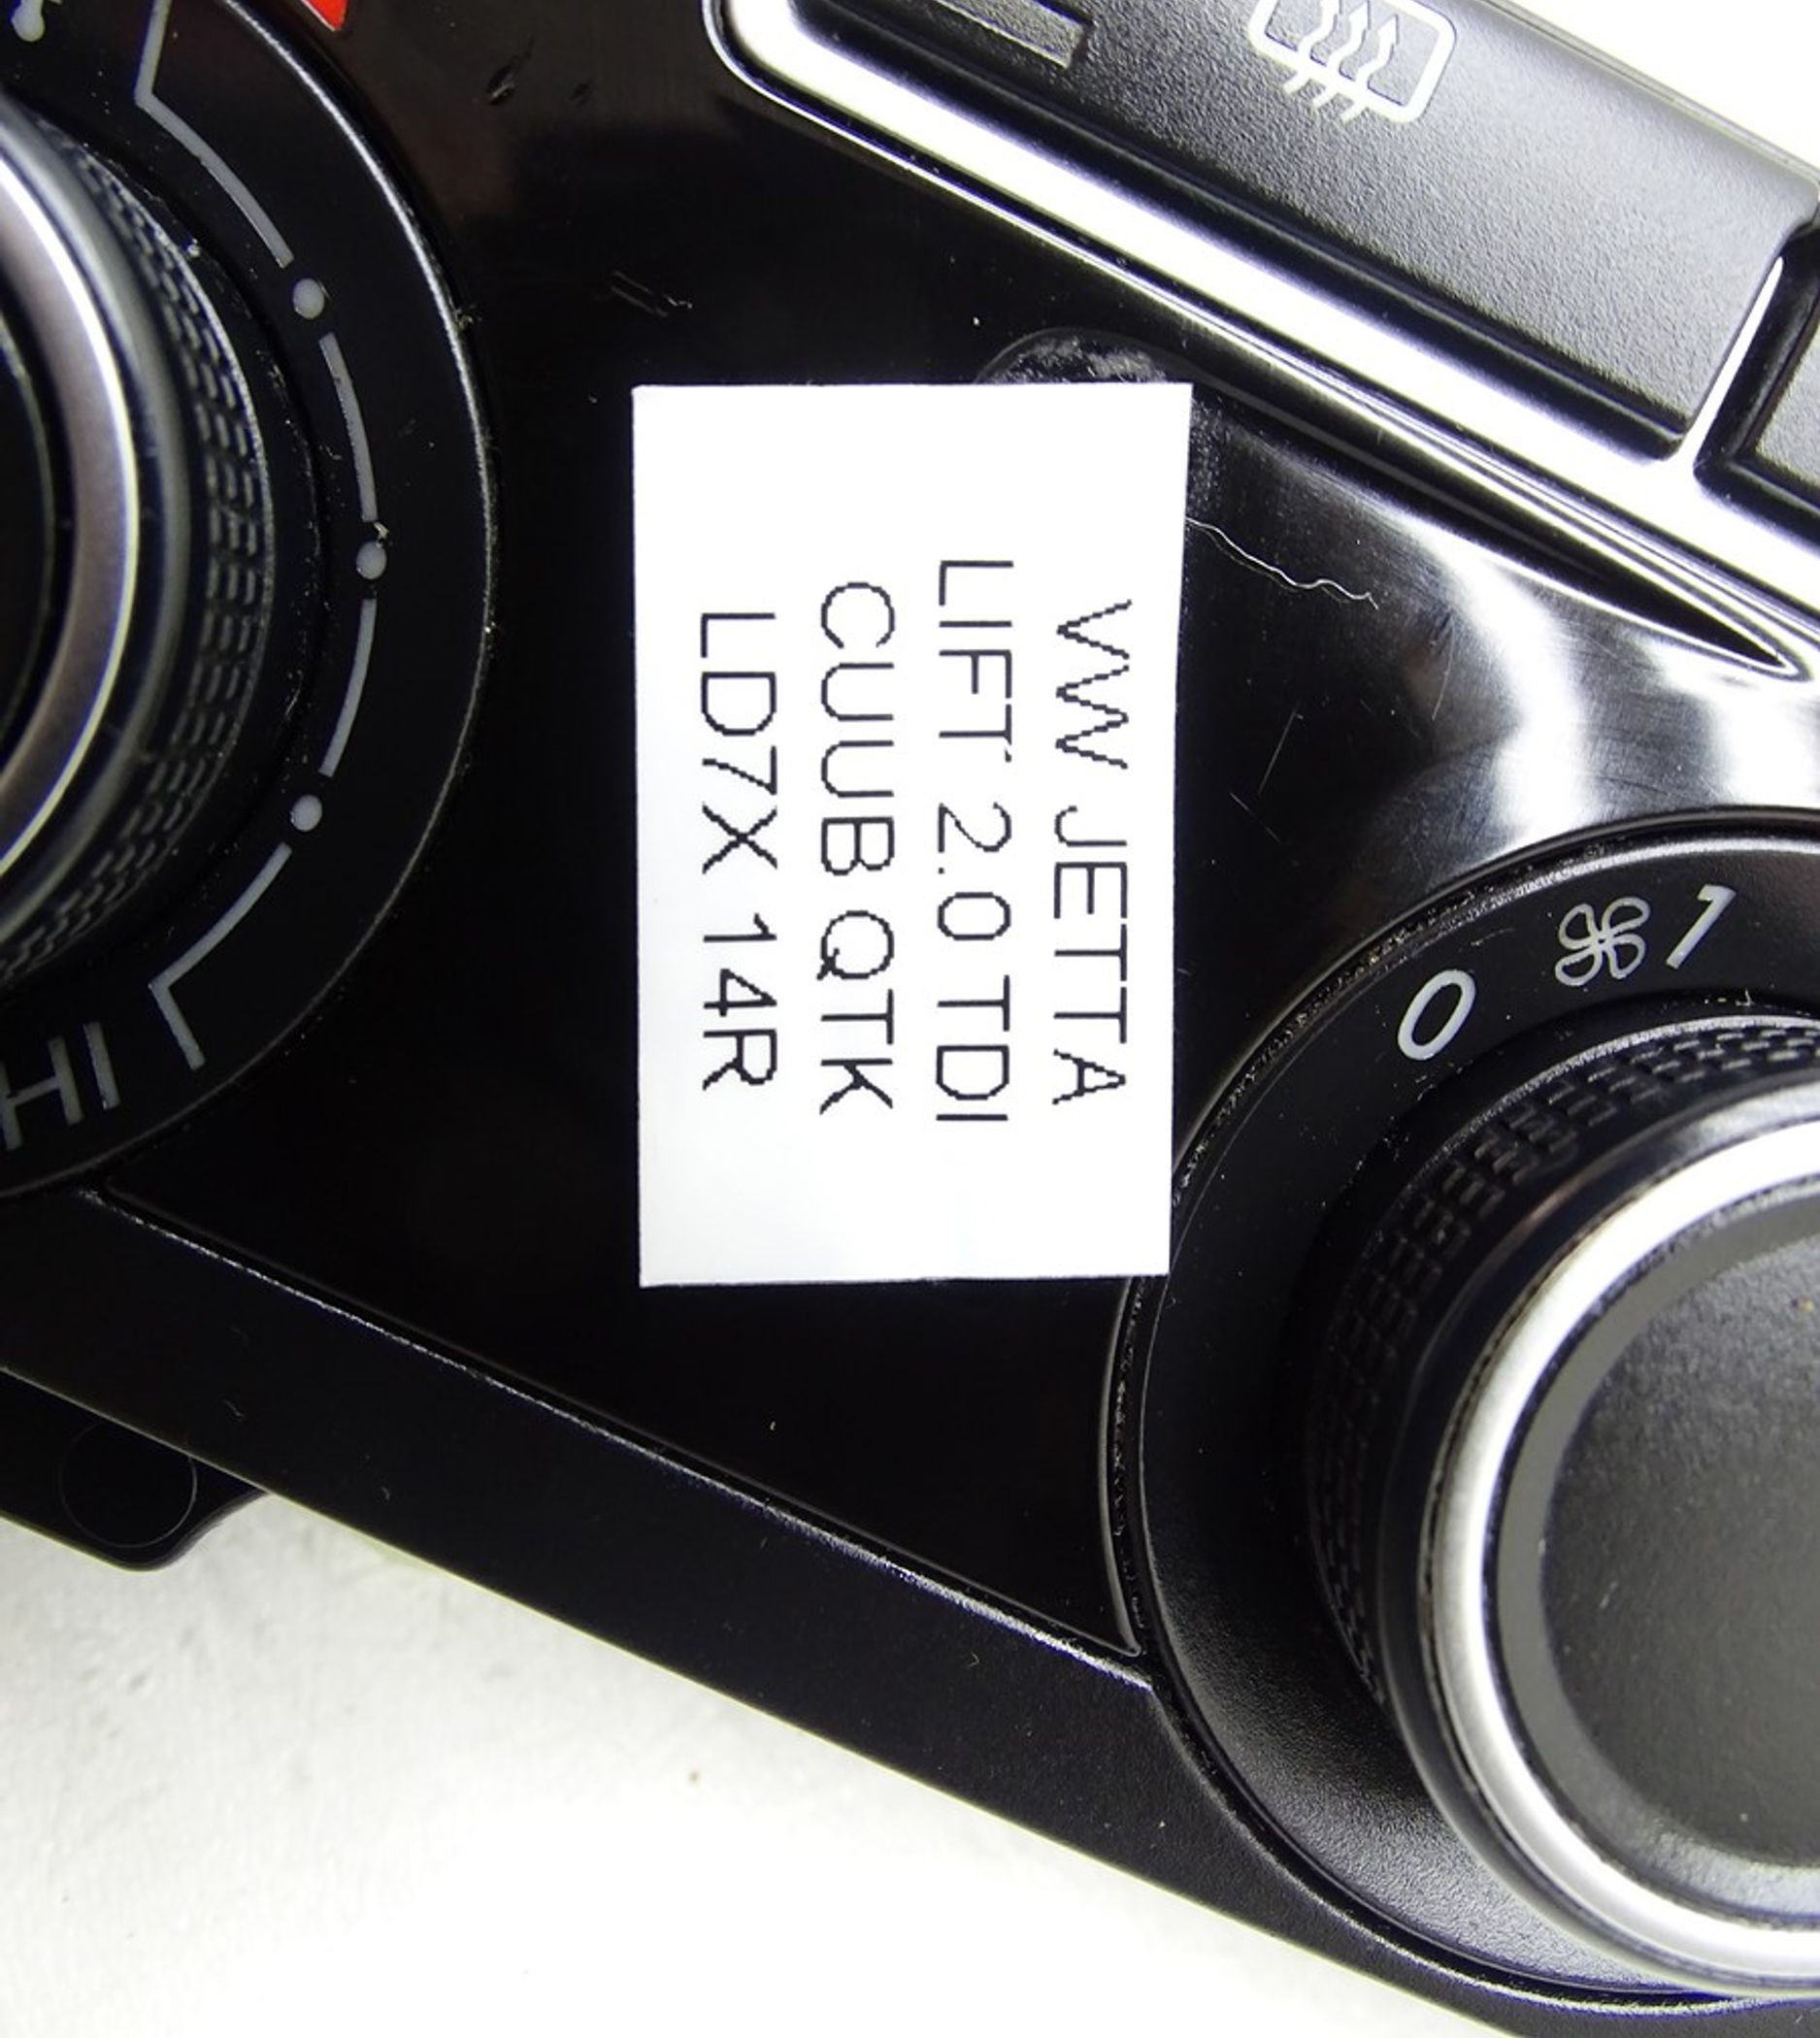 VW JETTA
LIFT 2.0 TDI
CUUB QTK
LD7X 14R
HI
0 1